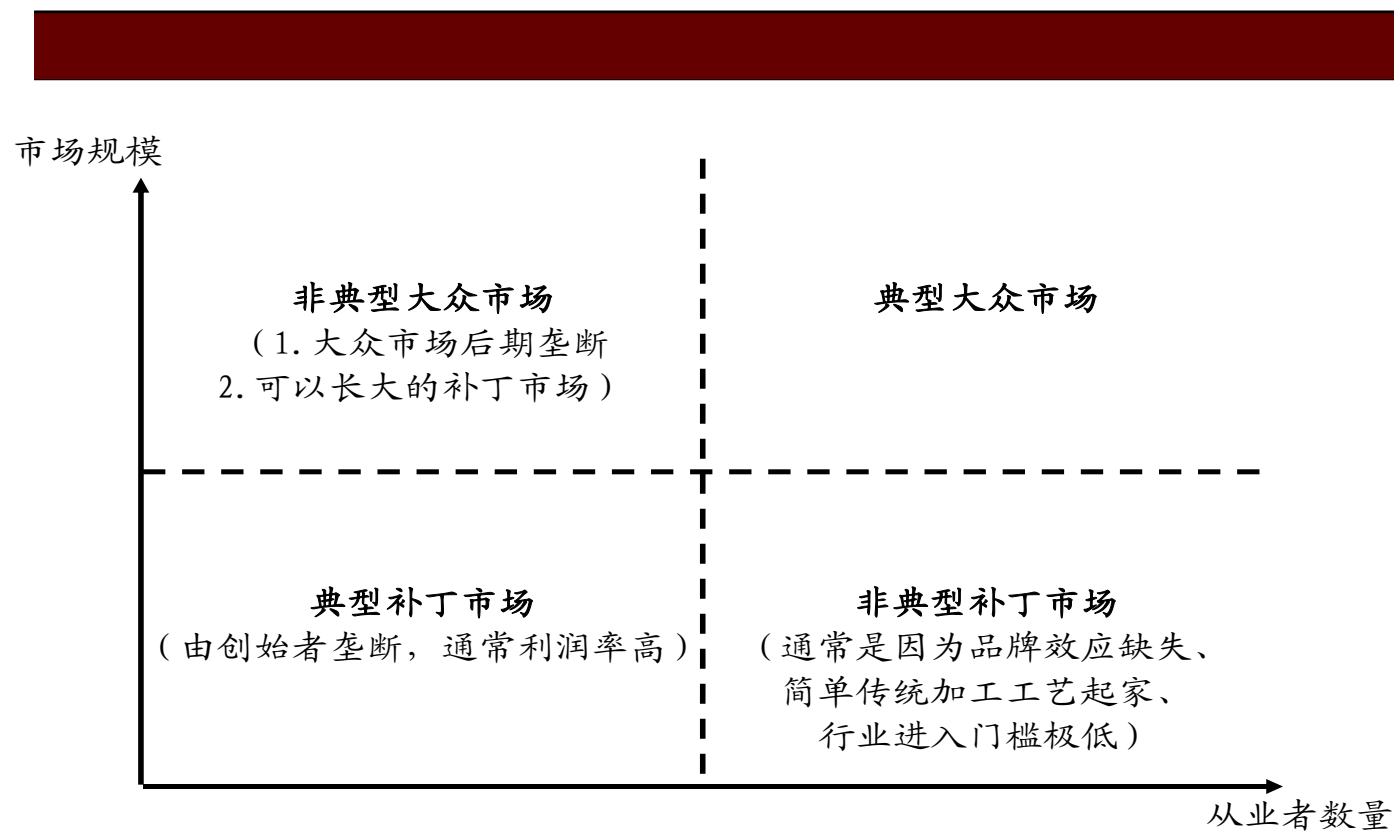 市场规模
非典型大众市场
（1.大众市场后期垄断
2.可以长大的补丁市场）
典型大众市场
典型补丁市场
（由创始者垄断，通常利润率高）
非典型补丁市场
（通常是因为品牌效应缺失、
简单传统加工工艺起家、
行业进入门槛极低）
从业者数量